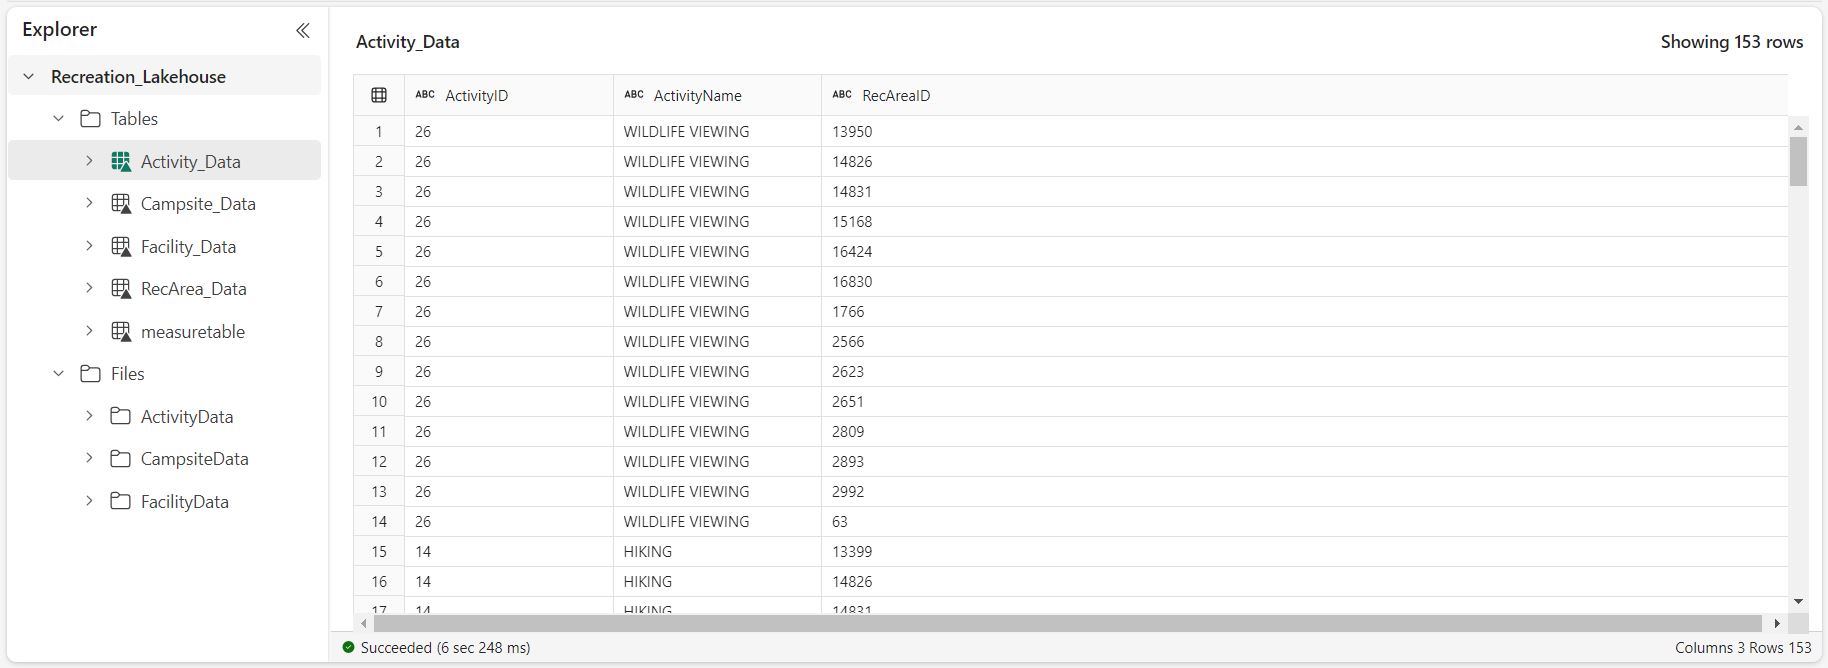 Explorer
Recreation_Lakehouse
Tables
Activity_Data
Campsite_Data
Facility_Data
RecArea_Data
measuretable
Files
ActivityData
CampsiteData
FacilityData
Activity_Data
Showing 153 rows
ABC ActivityID ABC ActivityName ABC RecAreaID
1 26 WILDLIFE VIEWING 13950
2 26 WILDLIFE VIEWING 14826
3 26 WILDLIFE VIEWING 14831
4 26 WILDLIFE VIEWING 15168
5 26 WILDLIFE VIEWING 16424
6 26 WILDLIFE VIEWING 16830
7 26 WILDLIFE VIEWING 1766
8 26 WILDLIFE VIEWING 2566
9 26 WILDLIFE VIEWING 2623
10 26 WILDLIFE VIEWING 2651
11 26 WILDLIFE VIEWING 2809
12 26 WILDLIFE VIEWING 2893
13 26 WILDLIFE VIEWING 2992
14 26 WILDLIFE VIEWING 63
15 14 HIKING 13399
16 14 HIKING 14826
17 14 HIKING 14831
Succeeded (6 sec 248 ms)
Columns 3 Rows 153